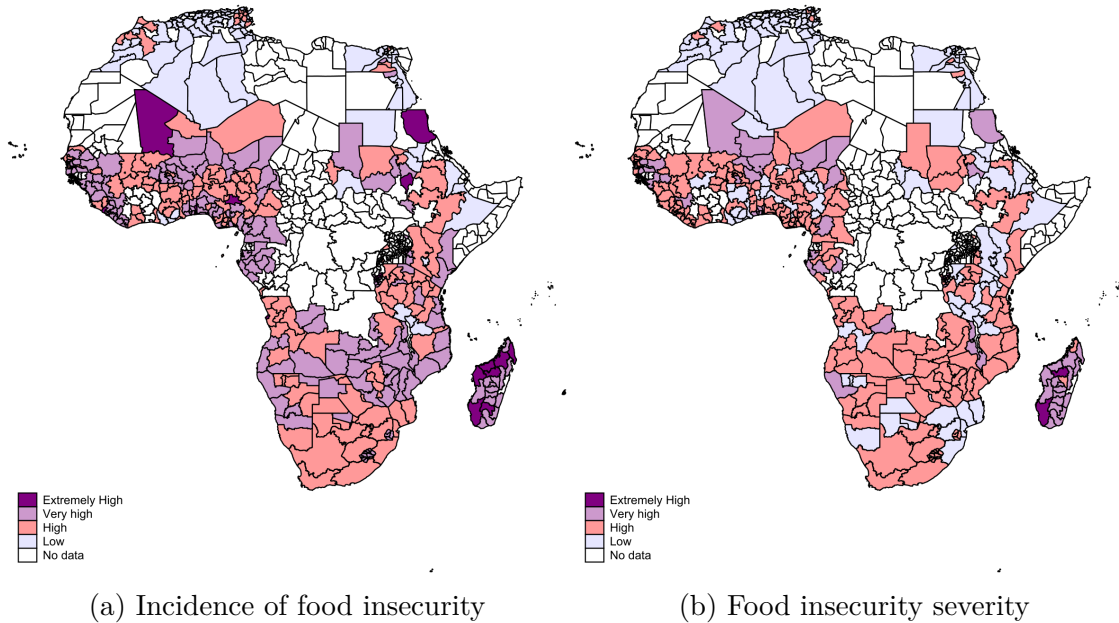 Extremely High
Very high
High
Low
No data
Extremely High
Very high
High
Low
No data
(a) Incidence of food insecurity
(b) Food insecurity severity